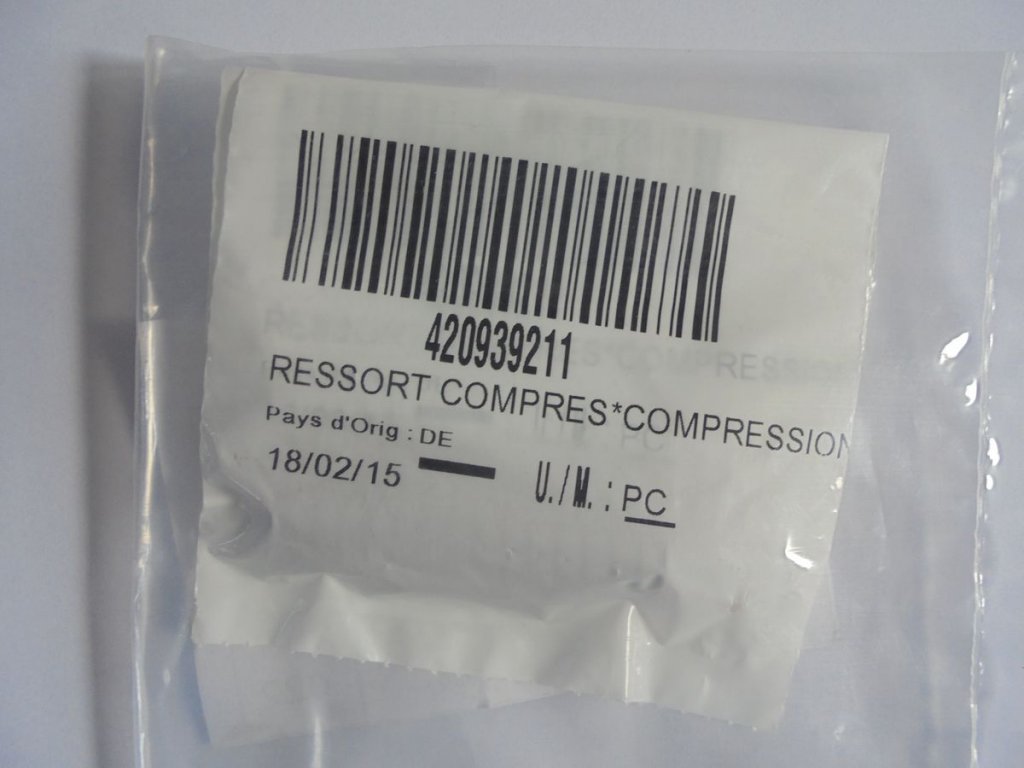 420939211
RESSORT COMPRES*COMPRESSION
Pays d'Orig : DE
18/02/15 U./M. : PC